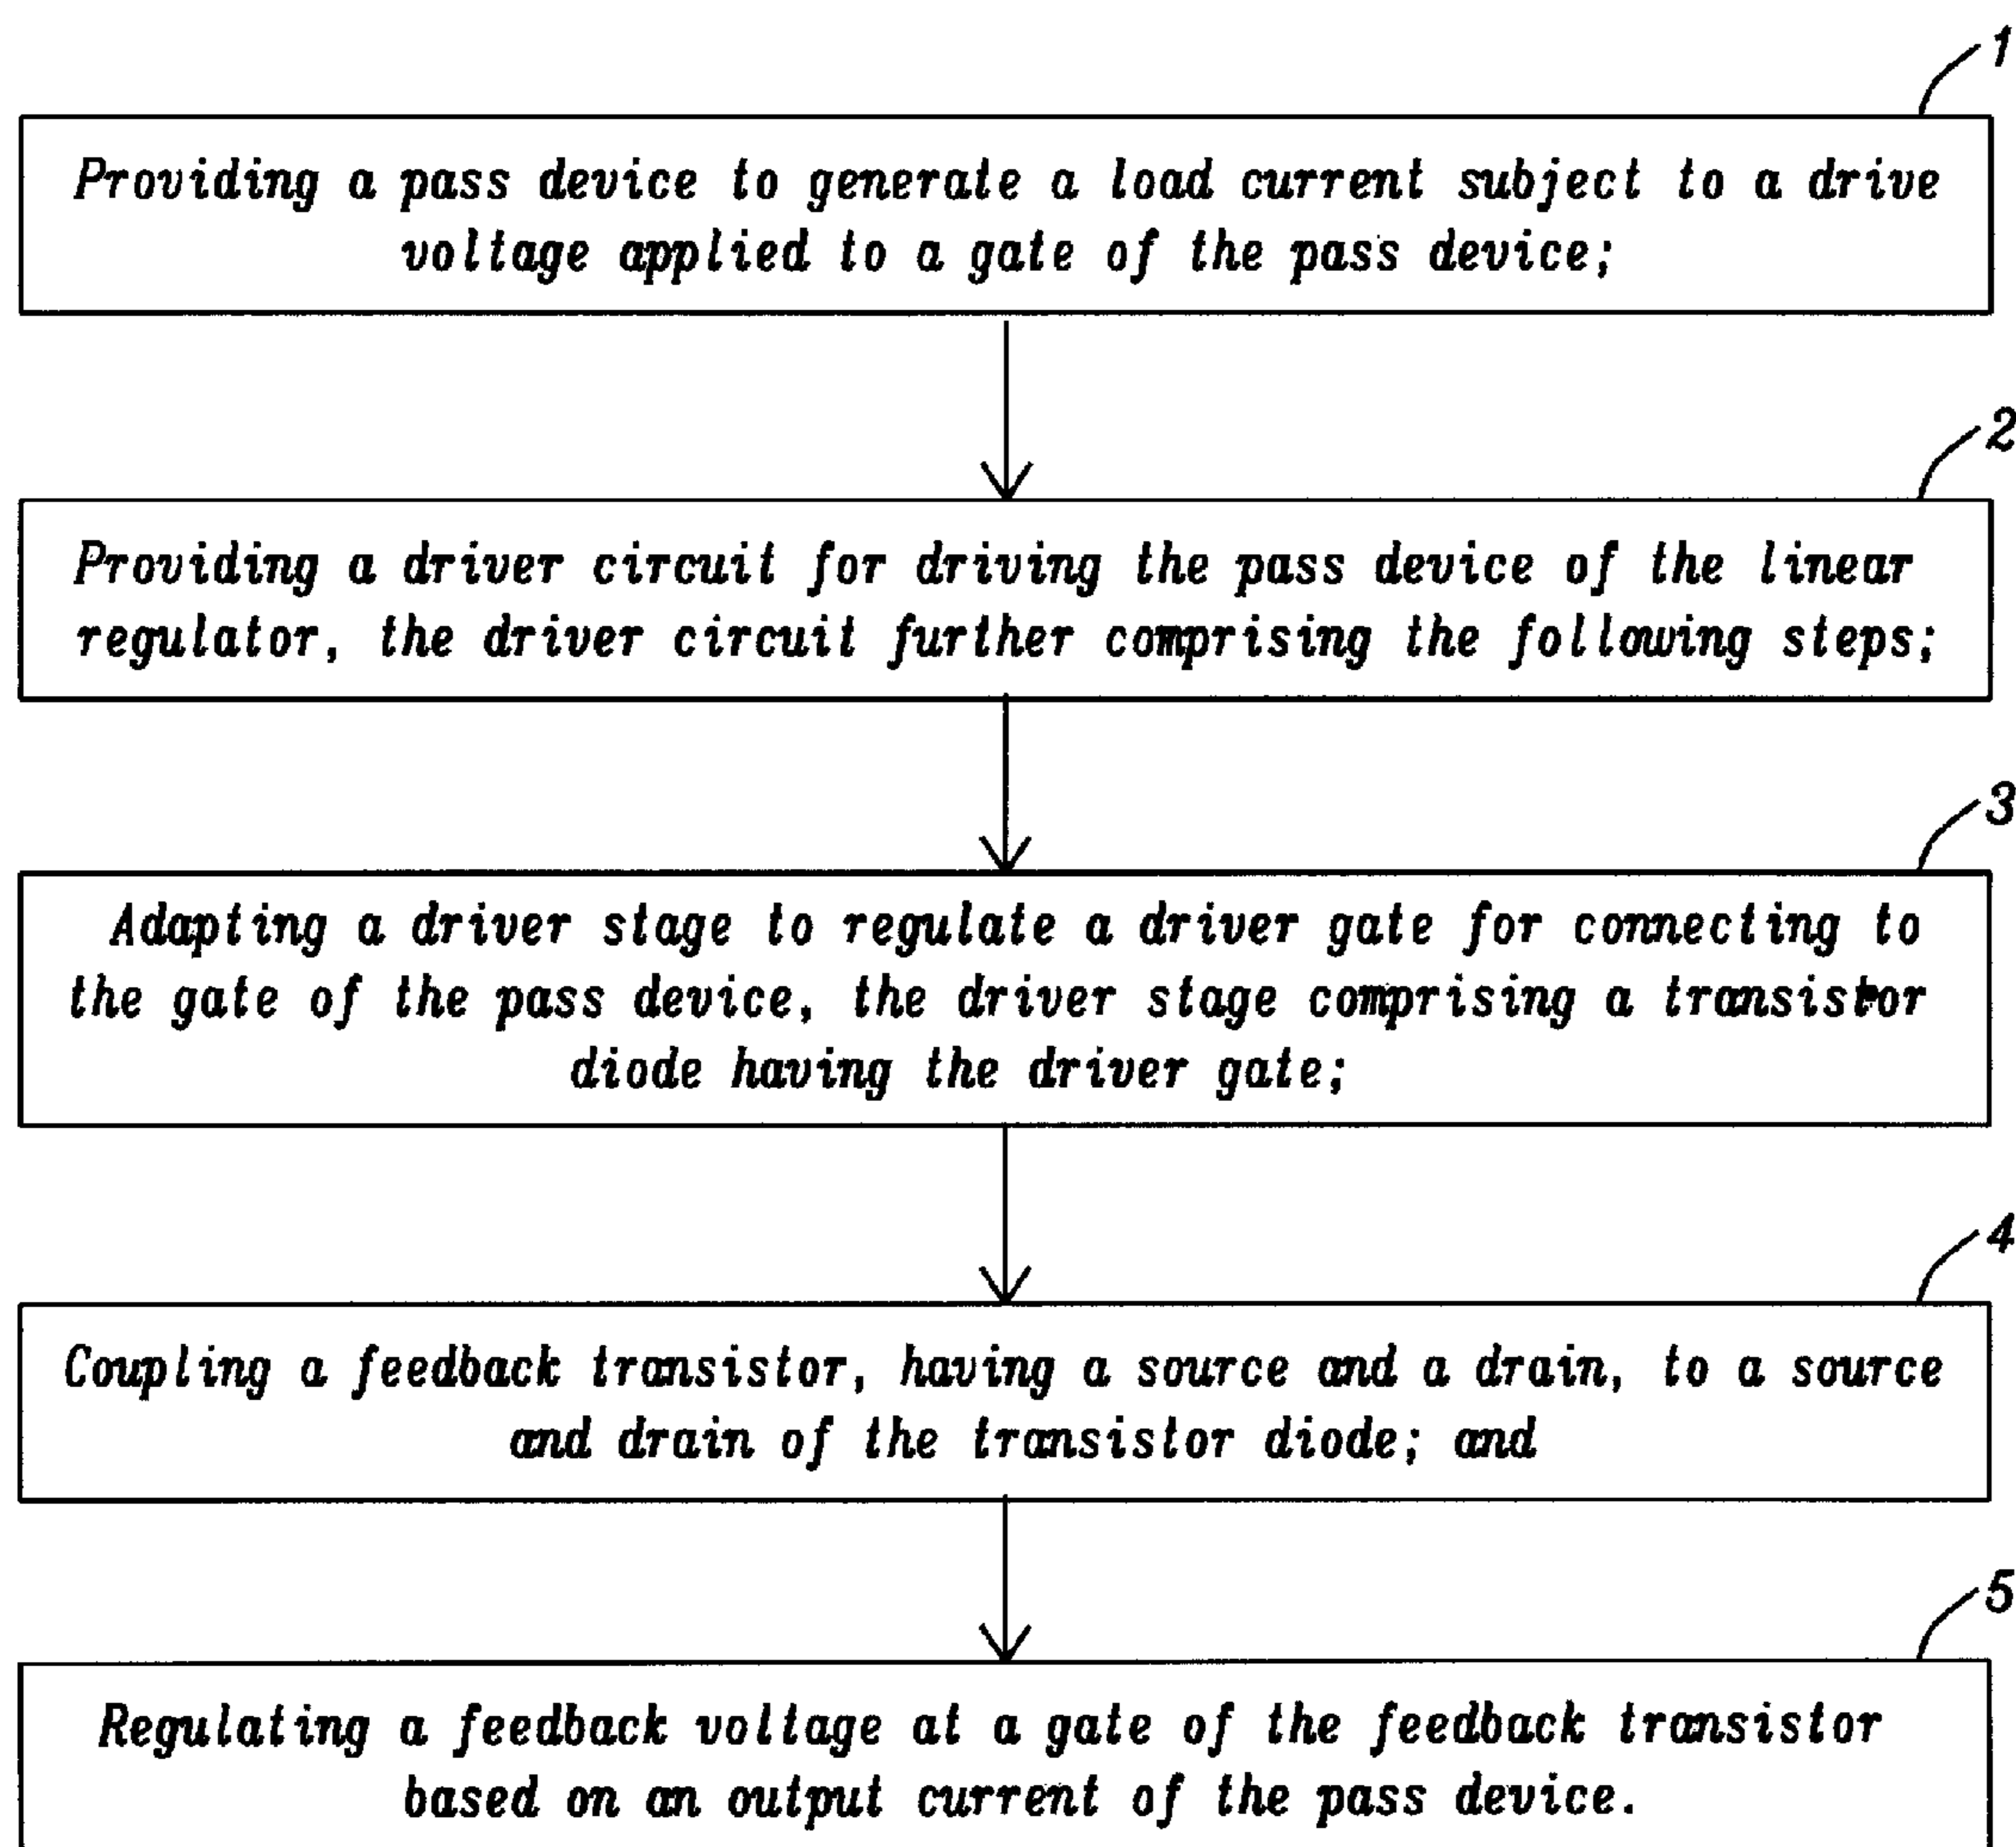 1
Providing a pass device to generate a load current subject to a drive
voltage applied to a gate of the pass device;
2
Providing a driver circuit for driving the pass device of the linear
regulator, the driver circuit further comprising the following steps;
3
Adapting a driver stage to regulate a driver gate for connecting to
the gate of the pass device, the driver stage comprising a transistor
diode having the driver gate;
4
Coupling a feedback transistor, having a source and a drain, to a source
and drain of the transistor diode; and
5
Regulating a feedback voltage at a gate of the feedback transistor
based on an output current of the pass device.